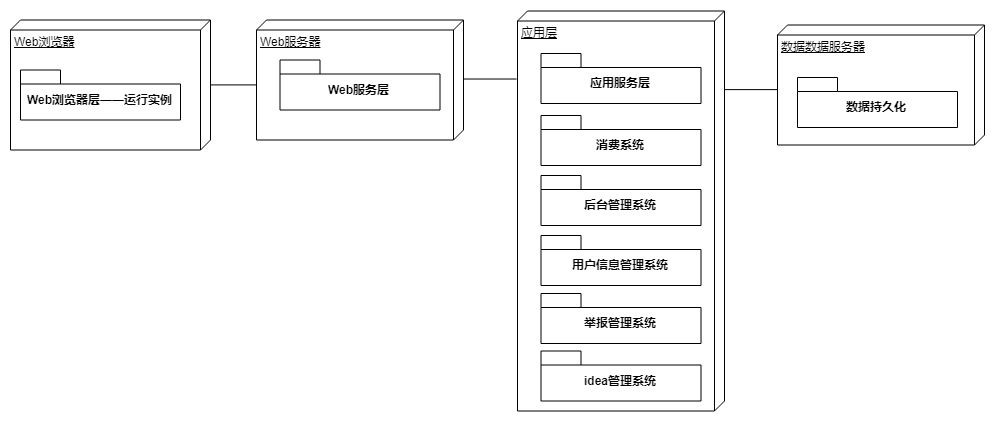 Web浏览器
Web浏览器层——运行实例
Web服务器
Web服务层
应用层
应用服务层
消费系统
后台管理系统
用户信息管理系统
举报管理系统
idea管理系统
数据数据服务器
数据持久化